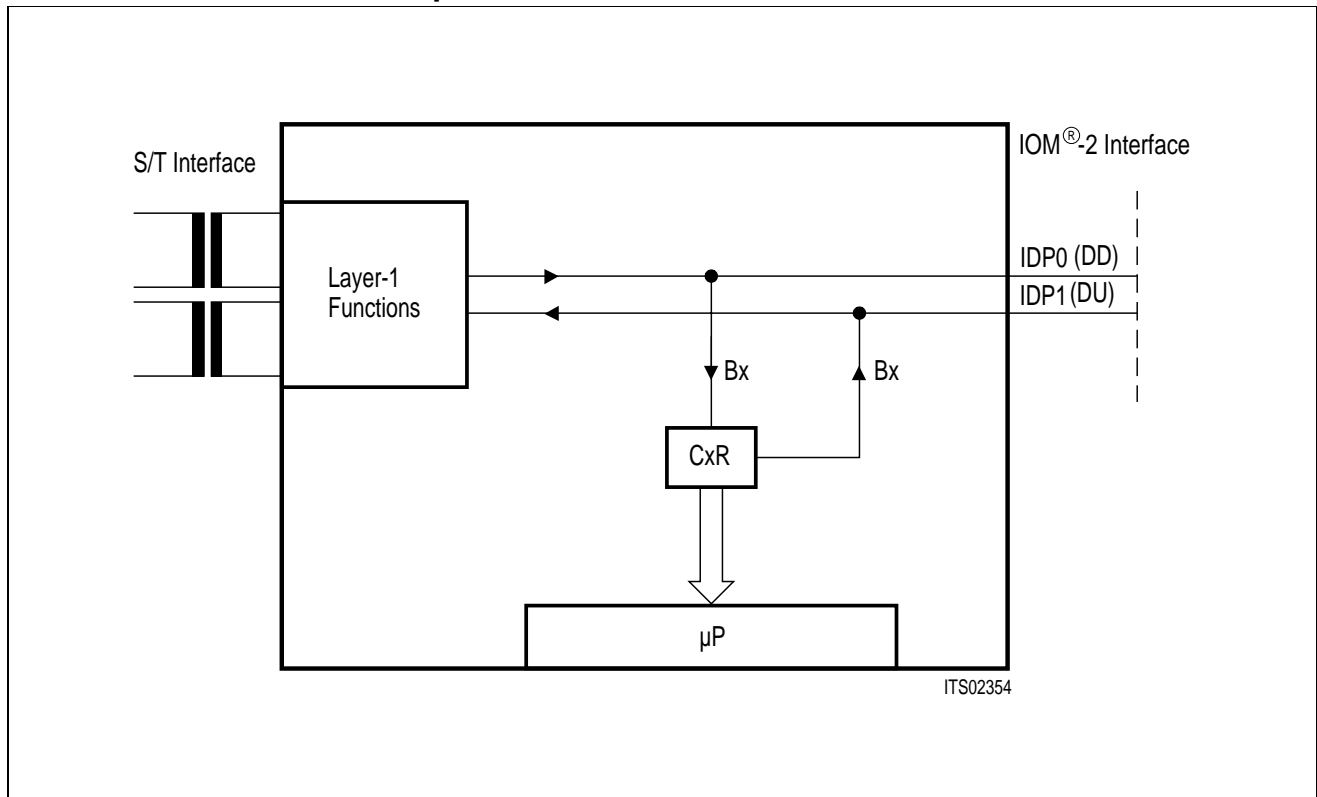 S/T Interface
IOM®-2 Interface
Layer-1
Functions
IDP0 (DD)
IDP1 (DU)
Bx
Bx
CxR
µP
ITS02354